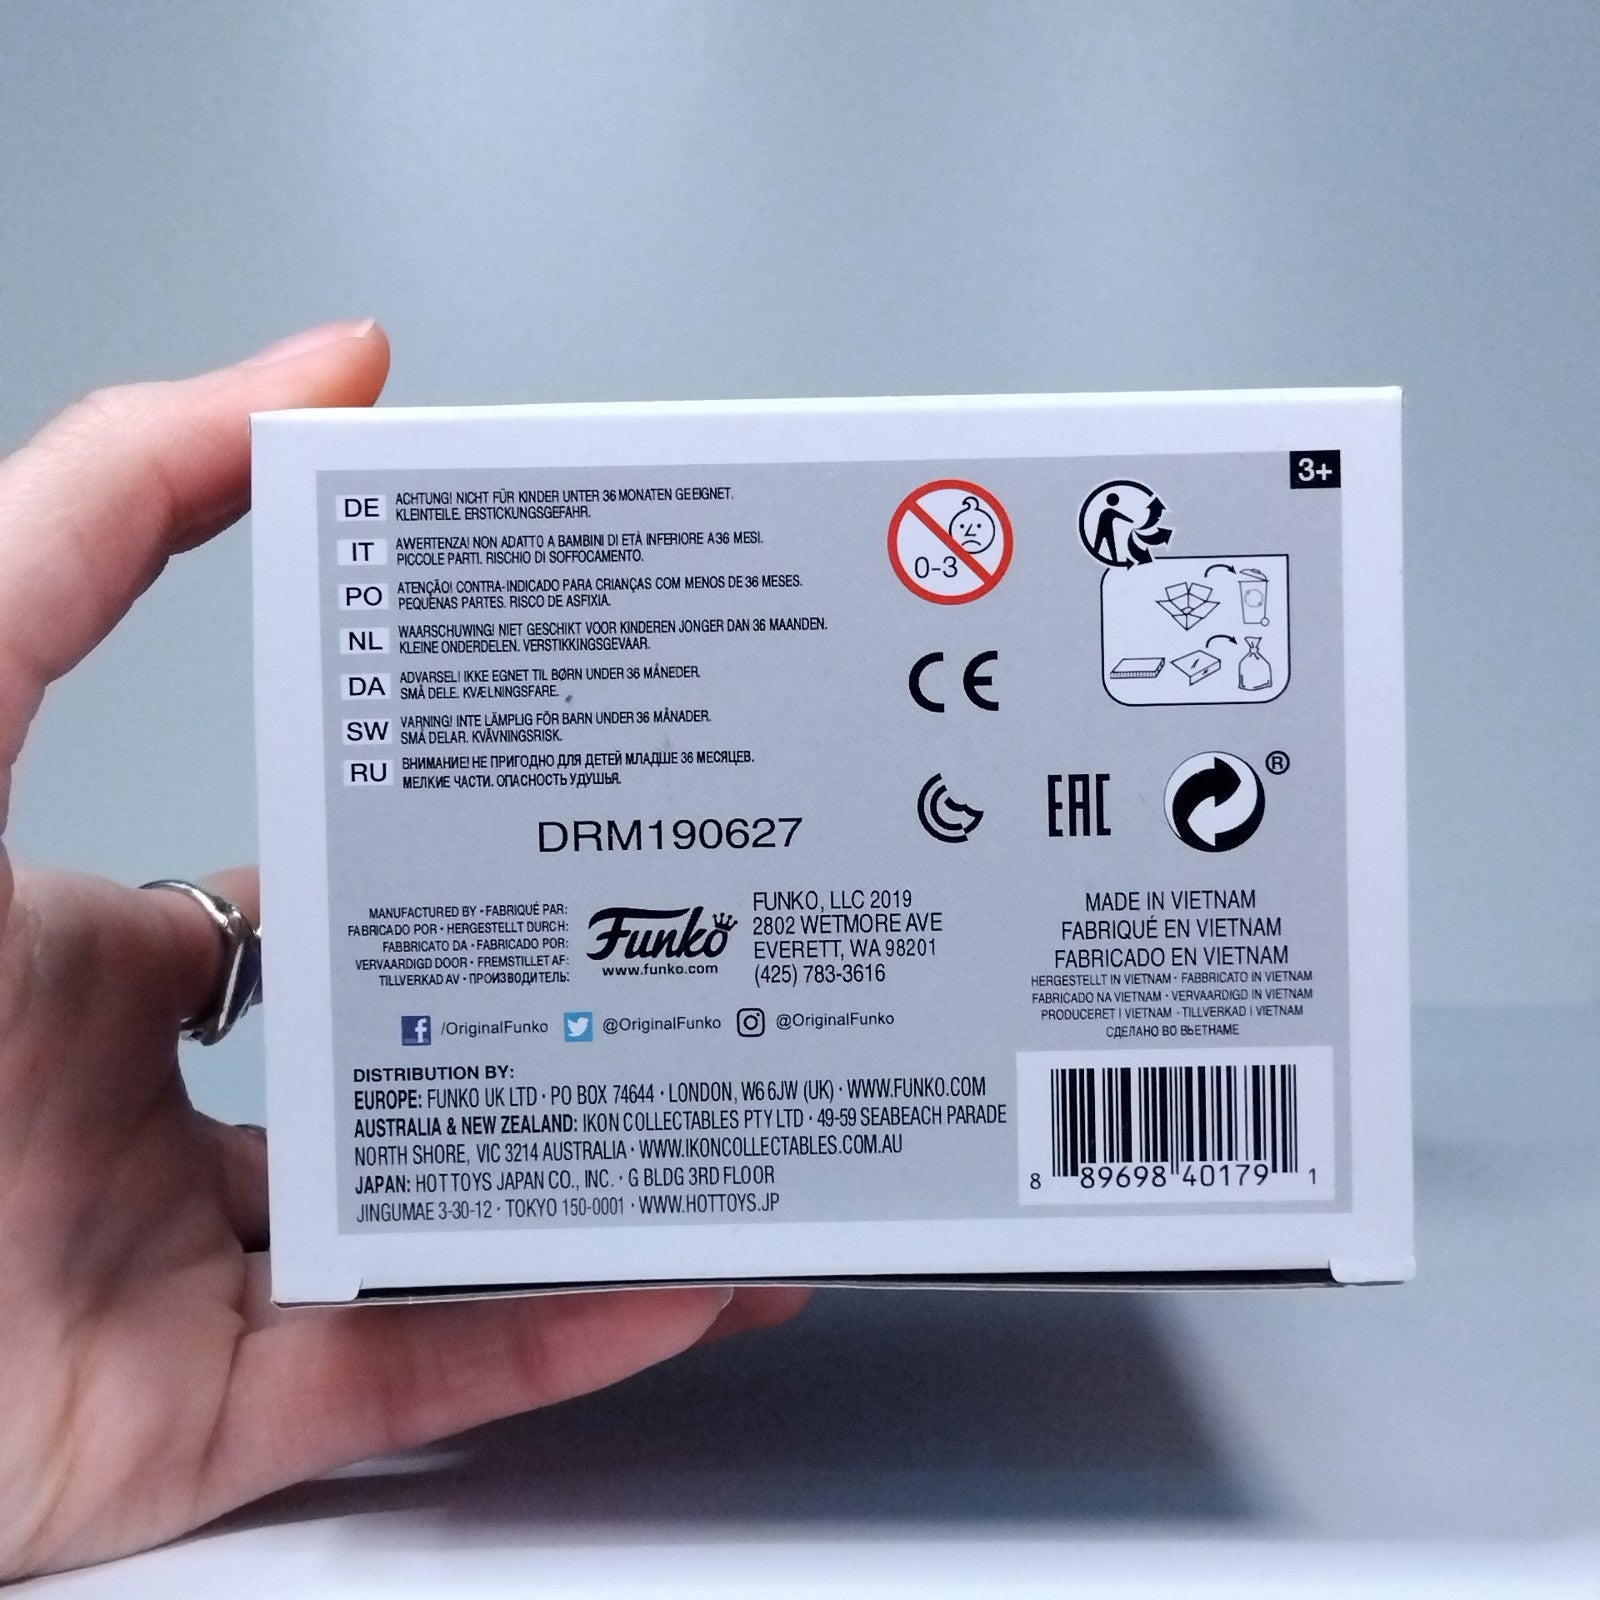 3+
DE
ACHTUNG! NICHT FÜR KINDER UNTER 36 MONATEN GEEIGNET.
KLEINTEILE. ERSTICKUNGSGEFAHR.
IT
AWERTENZA! NON ADATTO A BAMBINI DI ETÀ INFERIORE A 36 MESI.
PICCOLE PARTI. RISCHIO DI SOFFOCAMENTO.
PO
ATENÇÃO! CONTRA-INDICADO PARA CRIANÇAS COM MENOS DE 36 MESES.
PEQUENAS PARTES. RISCO DE ASFIXIA.
NL
WAARSCHUWING! NIET GESCHIKT VOOR KINDEREN JONGER DAN 36 MAANDEN.
KLEINE ONDERDELEN. VERSTIKKINGSGEVAAR.
DA
ADVARSEL! IKKE EGNET TIL BØRN UNDER 36 MÅNEDER.
SMÅ DELE. KVÆLNINGSFARE.
SW
VARNING! INTE LÄMPLIG FÖR BARN UNDER 36 MÅNADER.
SMÅ DELAR. KVÄVNINGSRISK.
RU
ВНИМАНИЕ! НЕ ПРИГОДНО ДЛЯ ДЕТЕЙ МЛАДШЕ 36 МЕСЯЦЕВ.
МЕЛКИЕ ЧАСТИ. ОПАСНОСТЬ УДУШЬЯ.
0-3
CE
EAC
®
DRM190627
MANUFACTURED BY • FABRIQUÉ PAR:
FABRICADO POR • HERGESTELLT DURCH:
FABBRICATO DA • FABRICADO POR:
VERVAARDIGD DOOR • FREMSTILLET AF:
TILLVERKAD AV • ПРОИЗВОДИТЕЛЬ:
Funko
www.funko.com
FUNKO, LLC 2019
2802 WETMORE AVE
EVERETT, WA 98201
(425) 783-3616
MADE IN VIETNAM
FABRIQUÉ EN VIETNAM
FABRICADO EN VIETNAM
HERGESTELLT IN VIETNAM • FABBRICATO IN VIETNAM
FABRICADO NA VIETNAM • VERVAARDIGD IN VIETNAM
PRODUCERET I VIETNAM • TILLVERKAD I VIETNAM
СДЕЛАНО ВО ВЬЕТНАМЕ
/OriginalFunko @OriginalFunko @OriginalFunko
DISTRIBUTION BY:
EUROPE: FUNKO UK LTD • PO BOX 74644 • LONDON, W6 6JW (UK) • WWW.FUNKO.COM
AUSTRALIA & NEW ZEALAND: IKON COLLECTABLES PTY LTD • 49-59 SEABEACH PARADE
NORTH SHORE, VIC 3214 AUSTRALIA • WWW.IKONCOLLECTABLES.COM.AU
JAPAN: HOT TOYS JAPAN CO., INC. • G BLDG 3RD FLOOR
JINGUMAE 3-30-12 • TOKYO 150-0001 • WWW.HOTTOYS.JP
8 89698 40179 1